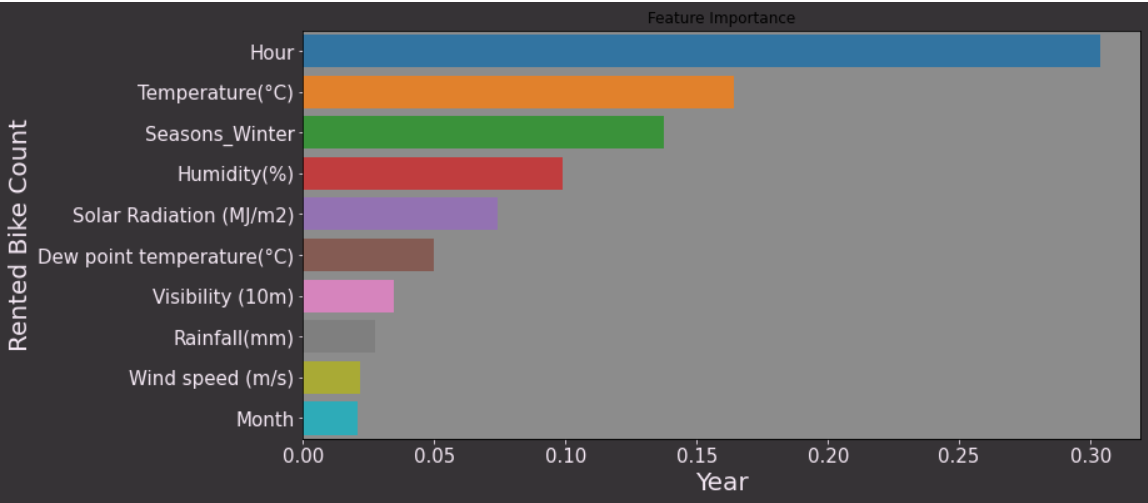 Feature Importance
Rented Bike Count
Hour
Temperature(°C)
Seasons_Winter
Humidity(%)
Solar Radiation (MJ/m2)
Dew point temperature(°C)
Visibility (10m)
Rainfall(mm)
Wind speed (m/s)
Month
0.00 0.05 0.10 0.15 0.20 0.25 0.30
Year